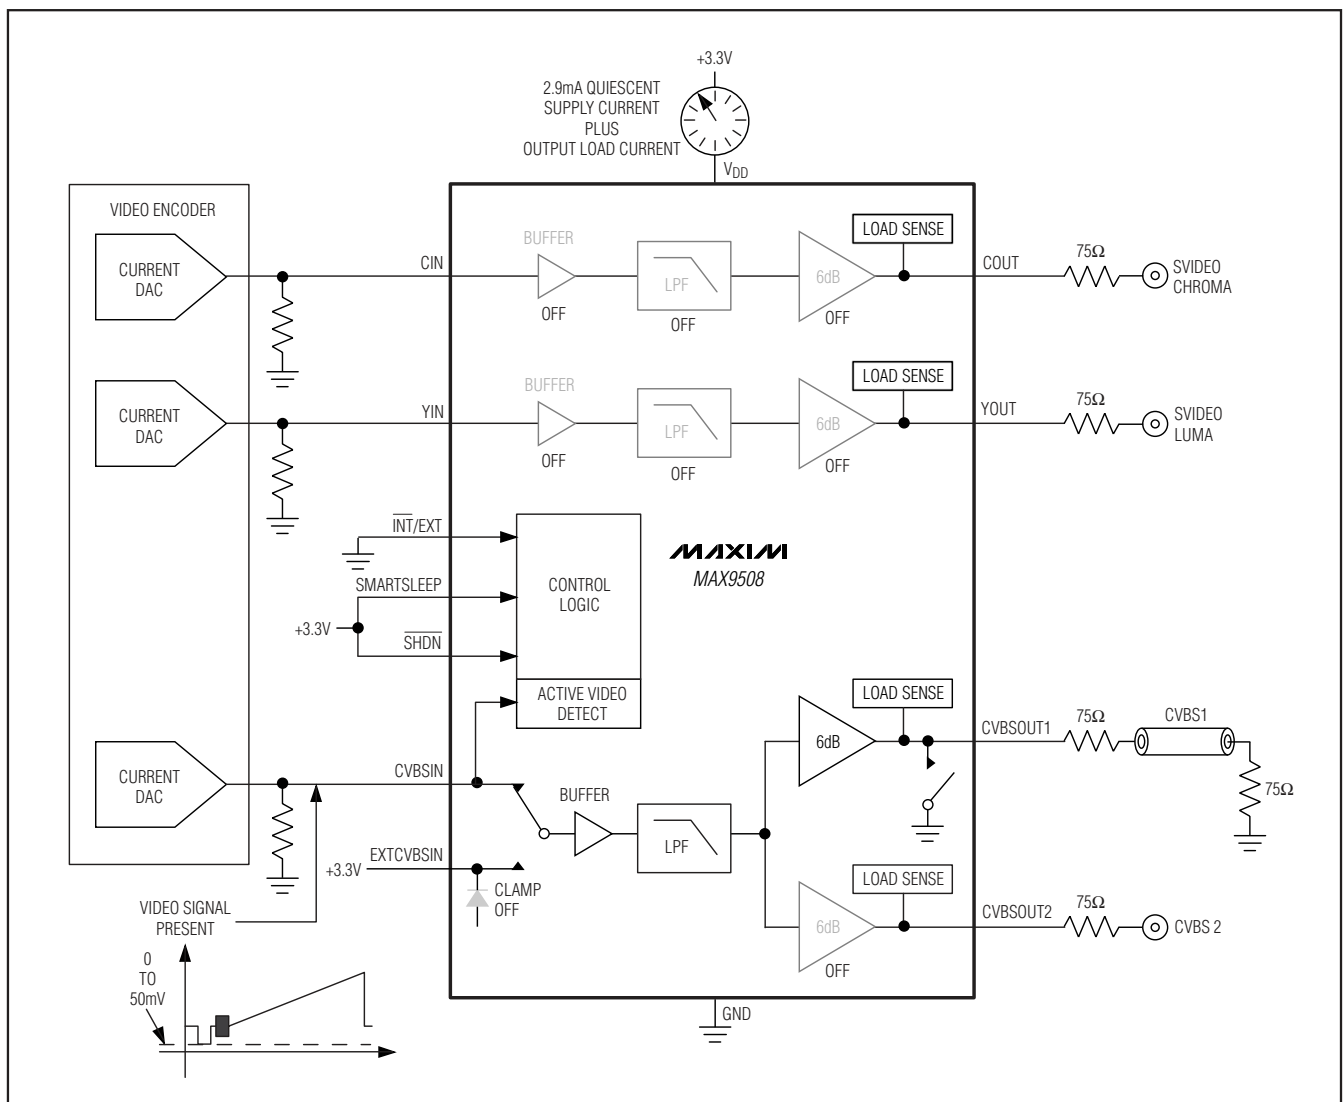 +3.3V
2.9mA QUIESCENT
SUPPLY CURRENT
PLUS
OUTPUT LOAD CURRENT
VDD
VIDEO ENCODER
CURRENT
DAC
CIN
BUFFER
OFF
LPF
OFF
6dB
OFF
LOAD SENSE
COUT
75Ω
SVIDEO
CHROMA
CURRENT
DAC
YIN
BUFFER
OFF
LPF
OFF
6dB
OFF
LOAD SENSE
YOUT
75Ω
SVIDEO
LUMA
INT/EXT
SMARTSLEEP
+3.3V
SHDN
CONTROL
LOGIC
ACTIVE VIDEO
DETECT
MAXIM
MAX9508
CURRENT
DAC
CVBSIN
BUFFER
LPF
6dB
LOAD SENSE
CVBSOUT1
75Ω
CVBS1
75Ω
+3.3V
EXTCVBSIN
CLAMP
OFF
6dB
OFF
LOAD SENSE
CVBSOUT2
75Ω
CVBS 2
VIDEO SIGNAL
PRESENT
0
TO
50mV
GND